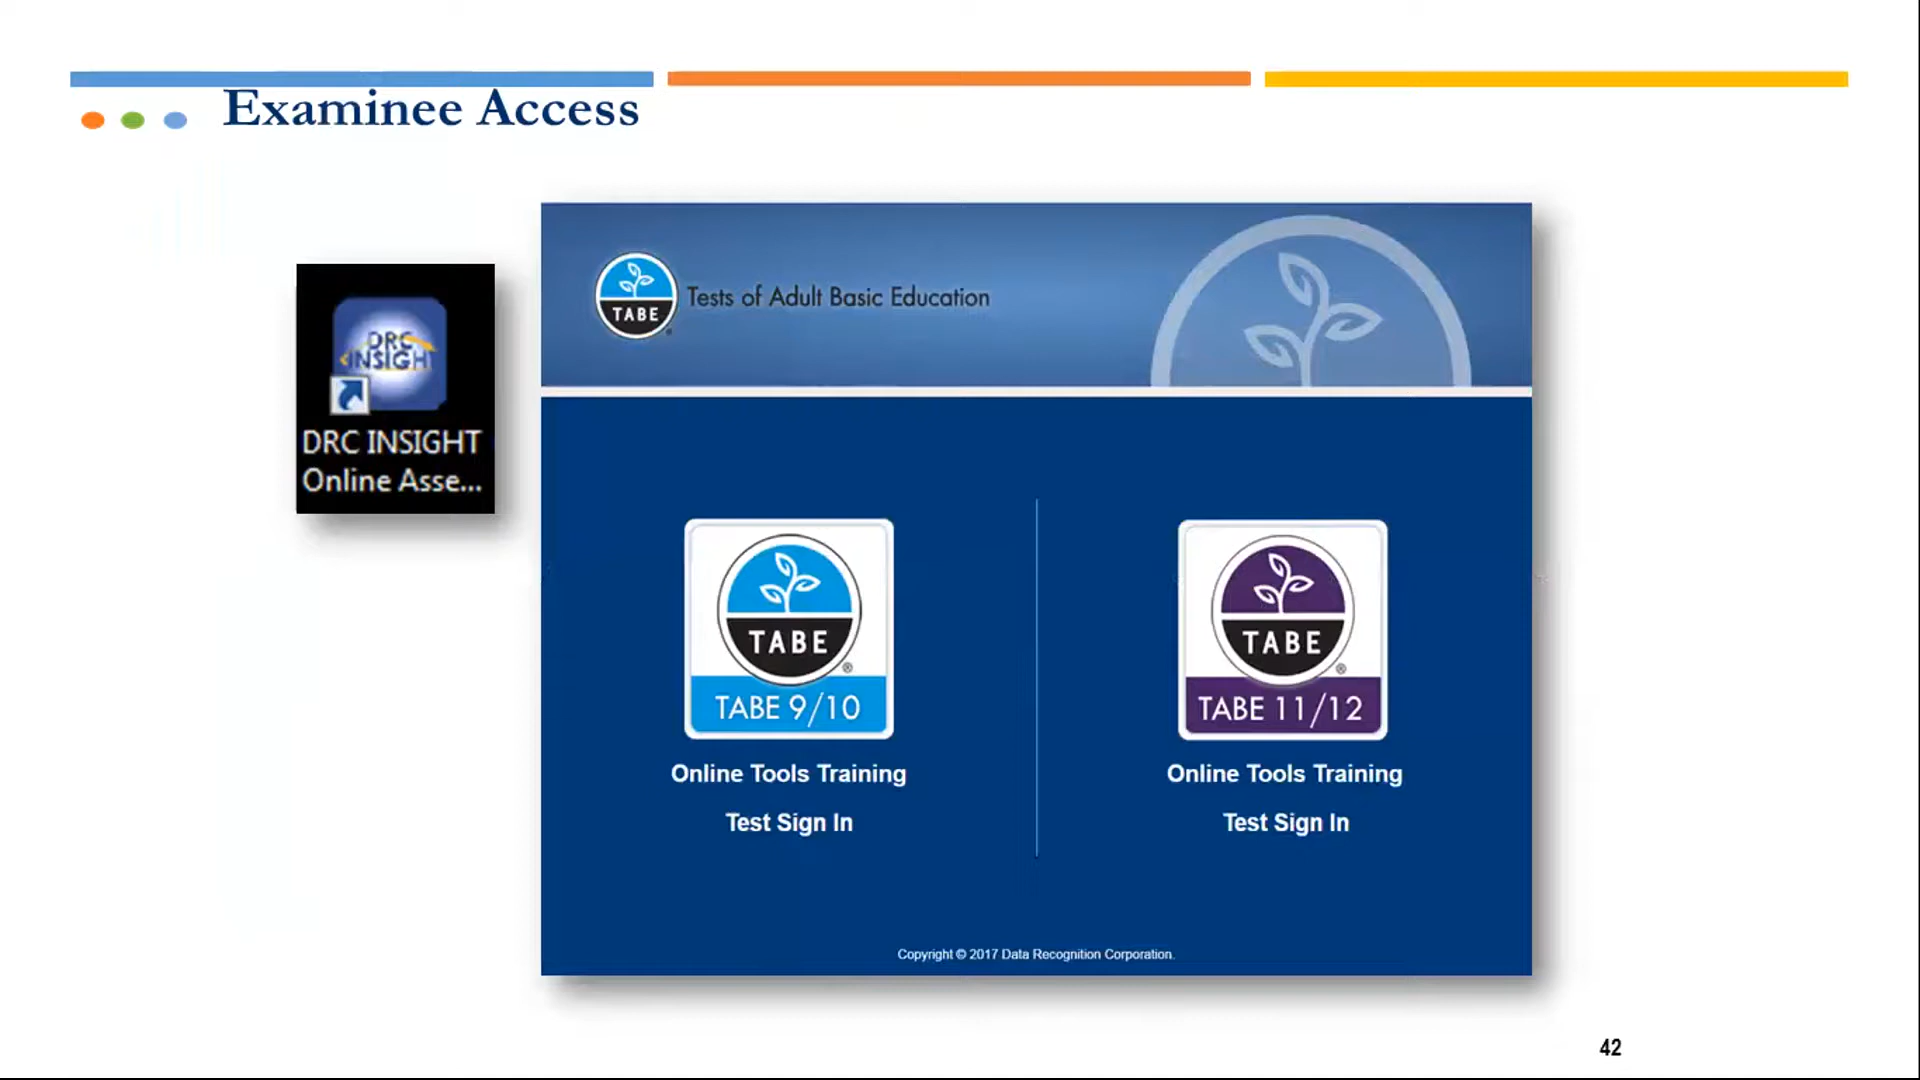 Examinee Access
TABE
Tests of Adult Basic Education
DRC
INSIGHT
DRC INSIGHT
Online Asse...
TABE
®
TABE 9/10
Online Tools Training
Test Sign In
TABE
®
TABE 11/12
Online Tools Training
Test Sign In
Copyright © 2017 Data Recognition Corporation.
42